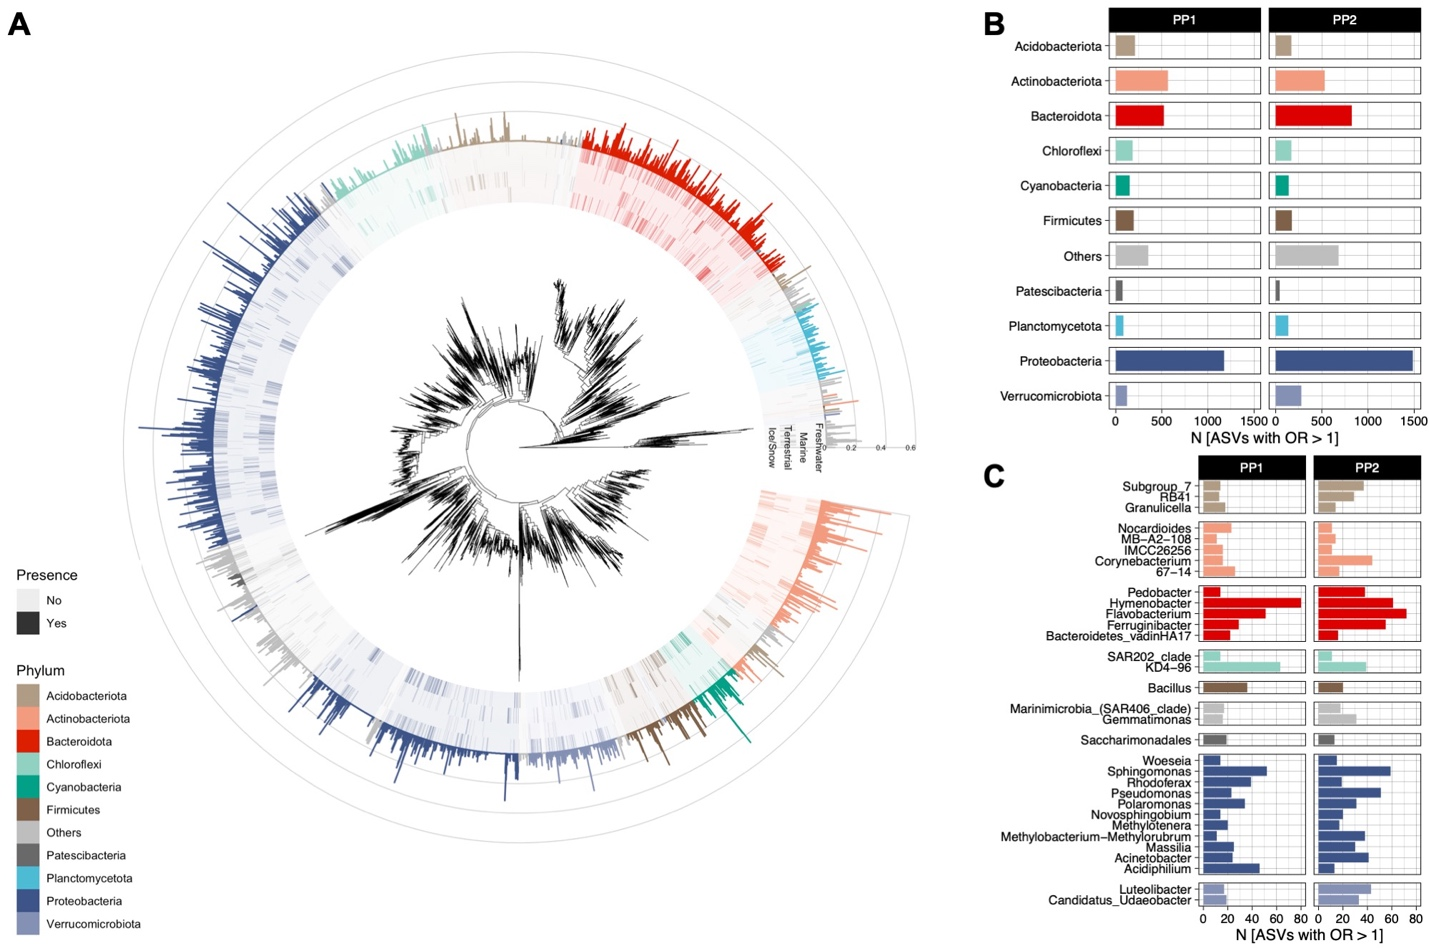 A
Freshwater
Marine
Terrestrial
Ice/Snow
0 0.2 0.4 0.6
Presence
No
Yes
Phylum
Acidobacteriota
Actinobacteriota
Bacteroidota
Chloroflexi
Cyanobacteria
Firmicutes
Others
Patescibacteria
Planctomycetota
Proteobacteria
Verrucomicrobiota
B
PP1 PP2
Acidobacteriota
Actinobacteriota
Bacteroidota
Chloroflexi
Cyanobacteria
Firmicutes
Others
Patescibacteria
Planctomycetota
Proteobacteria
Verrucomicrobiota
0 500 1000 1500 0 500 1000 1500
N [ASVs with OR > 1]
C
PP1 PP2
Subgroup_7
RB41
Granulicella
Nocardioides
MB-A2-108
IMCC26256
Corynebacterium
67-14
Pedobacter
Hymenobacter
Flavobacterium
Ferruginibacter
Bacteroidetes_vadinHA17
SAR202_clade
KD4-96
Bacillus
Marinimicrobia_(SAR406_clade)
Gemmatimonas
Saccharimonadales
Woeseia
Sphingomonas
Rhodoferax
Pseudomonas
Polaromonas
Novosphingobium
Methylotenera
Methylobacterium-Methylorubrum
Massilia
Acinetobacter
Acidiphilium
Luteolibacter
Candidatus_Udaeobacter
0 20 40 60 80 0 20 40 60 80
N [ASVs with OR > 1]